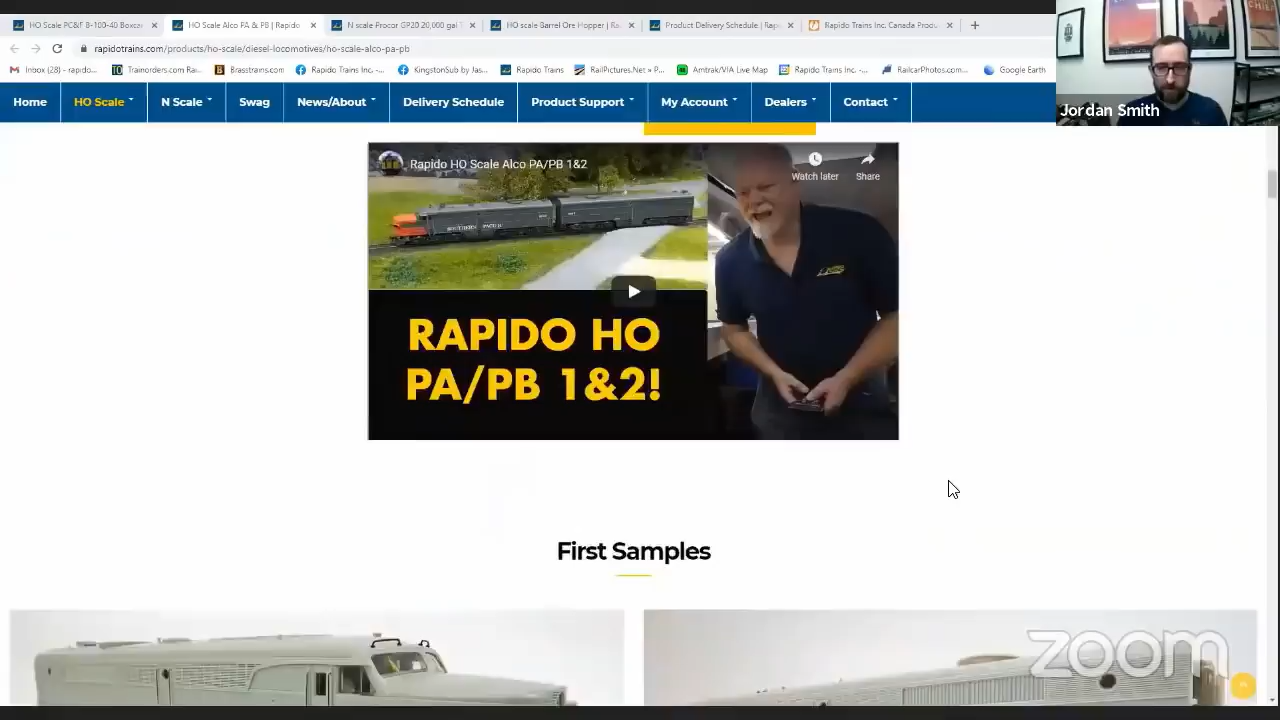 HO Scale PC&F B-100-40 Boxca
HO Scale Alco PA & PB | Rapido
N scale Procor GP20 20,000 gal T
HO scale Barrel Ore Hopper | Ra
Product Delivery Schedule | Rap
Rapido Trains Inc. Canada Produ
rapidotrains.com/products/ho-scale/diesel-locomotives/ho-scale-alco-pa-pb
Inbox (28) - rapido...
Trainorders.com Rai...
Brasstrains.com
Rapido Trains Inc. -...
KingstonSub by Jas...
Rapido Trains
RailPictures.Net » P...
Amtrak/VIA Live Map
Rapido Trains Inc. -...
RailcarPhotos.com...
Google Earth
Home
HO Scale
N Scale
Swag
News/About
Delivery Schedule
Product Support
My Account
Dealers
Contact
Jordan Smith
Rapido HO Scale Alco PA/PB 1&2
Watch later
Share
RAPIDO HO
PA/PB 1&2!
First Samples
zoom